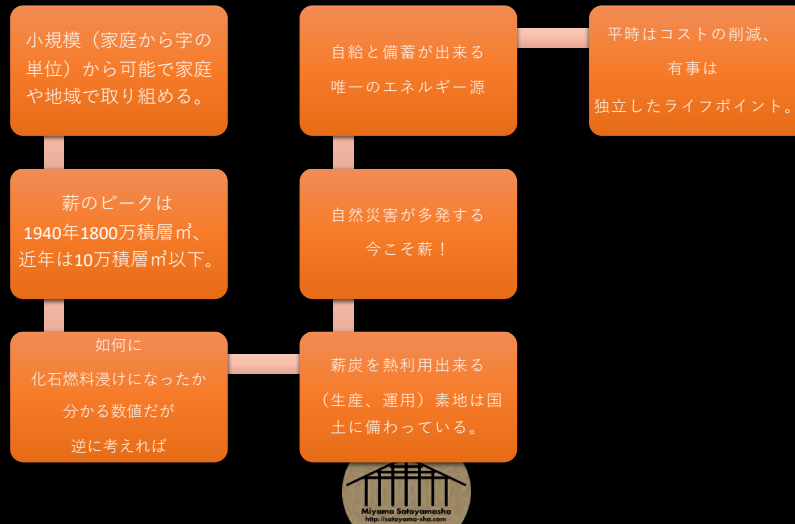 小規模（家庭から字の
単位）から可能で家庭
や地域で取り組める。
薪のピークは
1940年1800万積層㎥、
近年は10万積層㎥以下。
如何に
化石燃料浸けになったか
分かる数値だが
逆に考えれば
薪炭を熱利用出来る
（生産、運用）素地は国
土に備わっている。
自然災害が多発する
今こそ薪！
自給と備蓄が出来る
唯一のエネルギー源
平時はコストの削減、
有事は
独立したライフポイント。
Miyama Satoyamasha
http://satoyama-sha.com